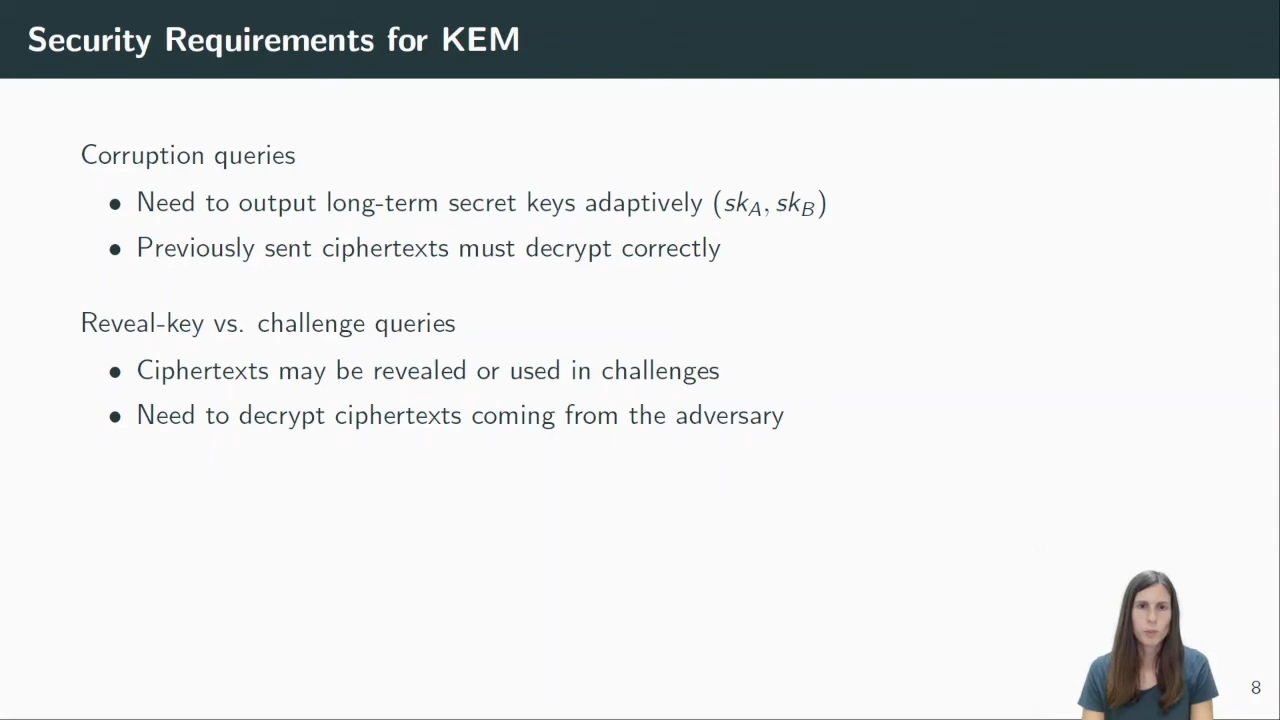 Security Requirements for KEM
Corruption queries
• Need to output long-term secret keys adaptively (sk_A, sk_B)
• Previously sent ciphertexts must decrypt correctly
Reveal-key vs. challenge queries
• Ciphertexts may be revealed or used in challenges
• Need to decrypt ciphertexts coming from the adversary
8